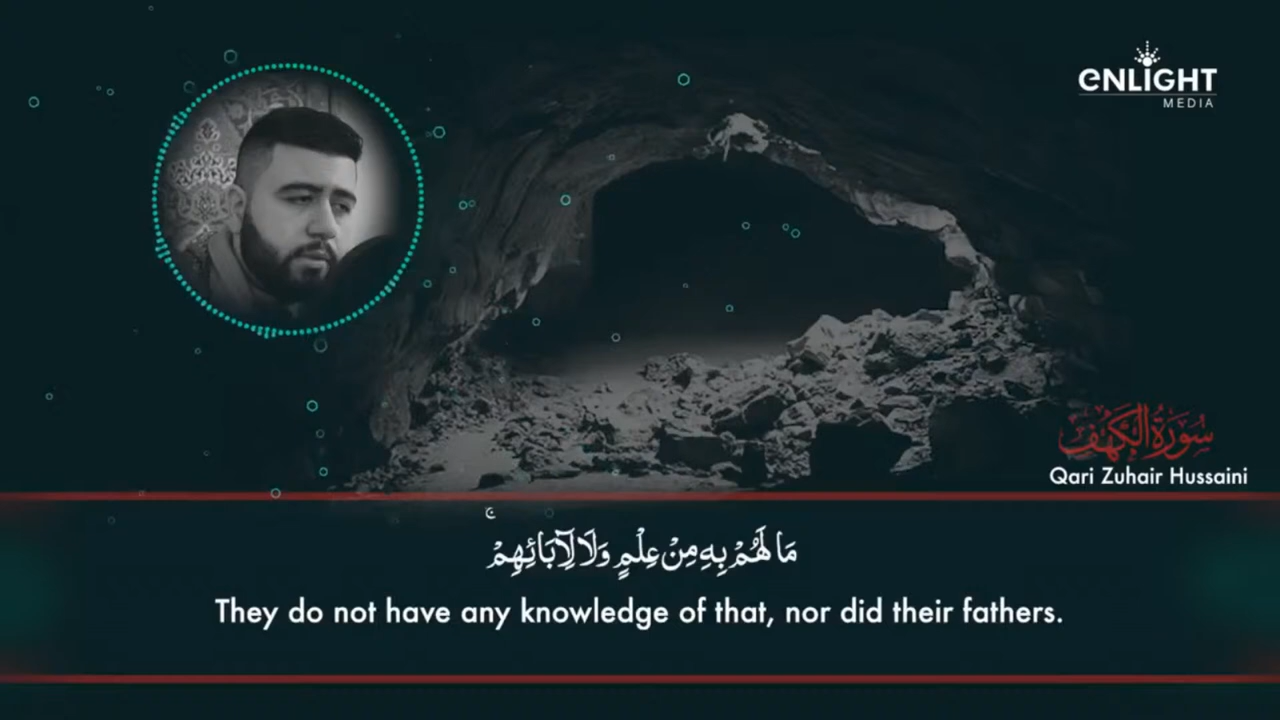 eNLIGHT
MEDIA
سُورَةُ الْكَهْفِ
Qari Zuhair Hussaini
مَا لَهُمْ بِهِ مِنْ عِلْمٍ وَلَا لِآبَائِهِمْ ۚ
They do not have any knowledge of that, nor did their fathers.